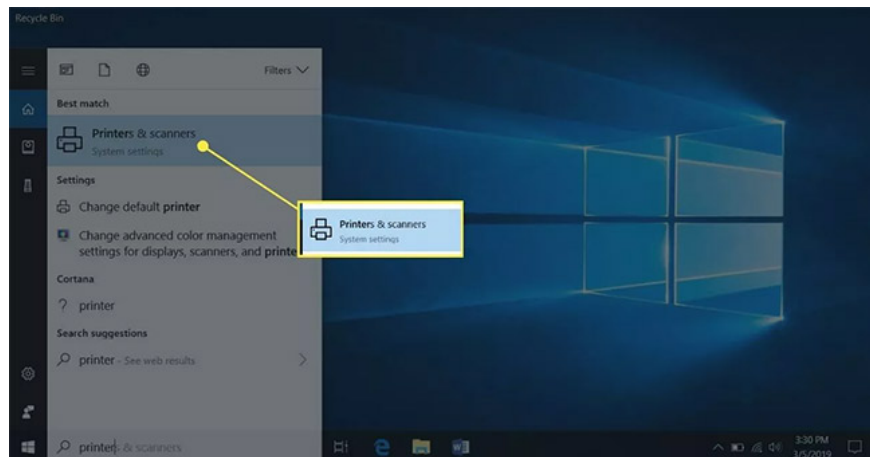 Recycle Bin
Filters
Best match
Printers & scanners
System settings
Settings
Change default printer
Change advanced color management
settings for displays, scanners, and printe
Printers & scanners
System settings
Cortana
? printer
Search suggestions
printer - See web results
printer & scanners
3:30 PM
3/5/2019